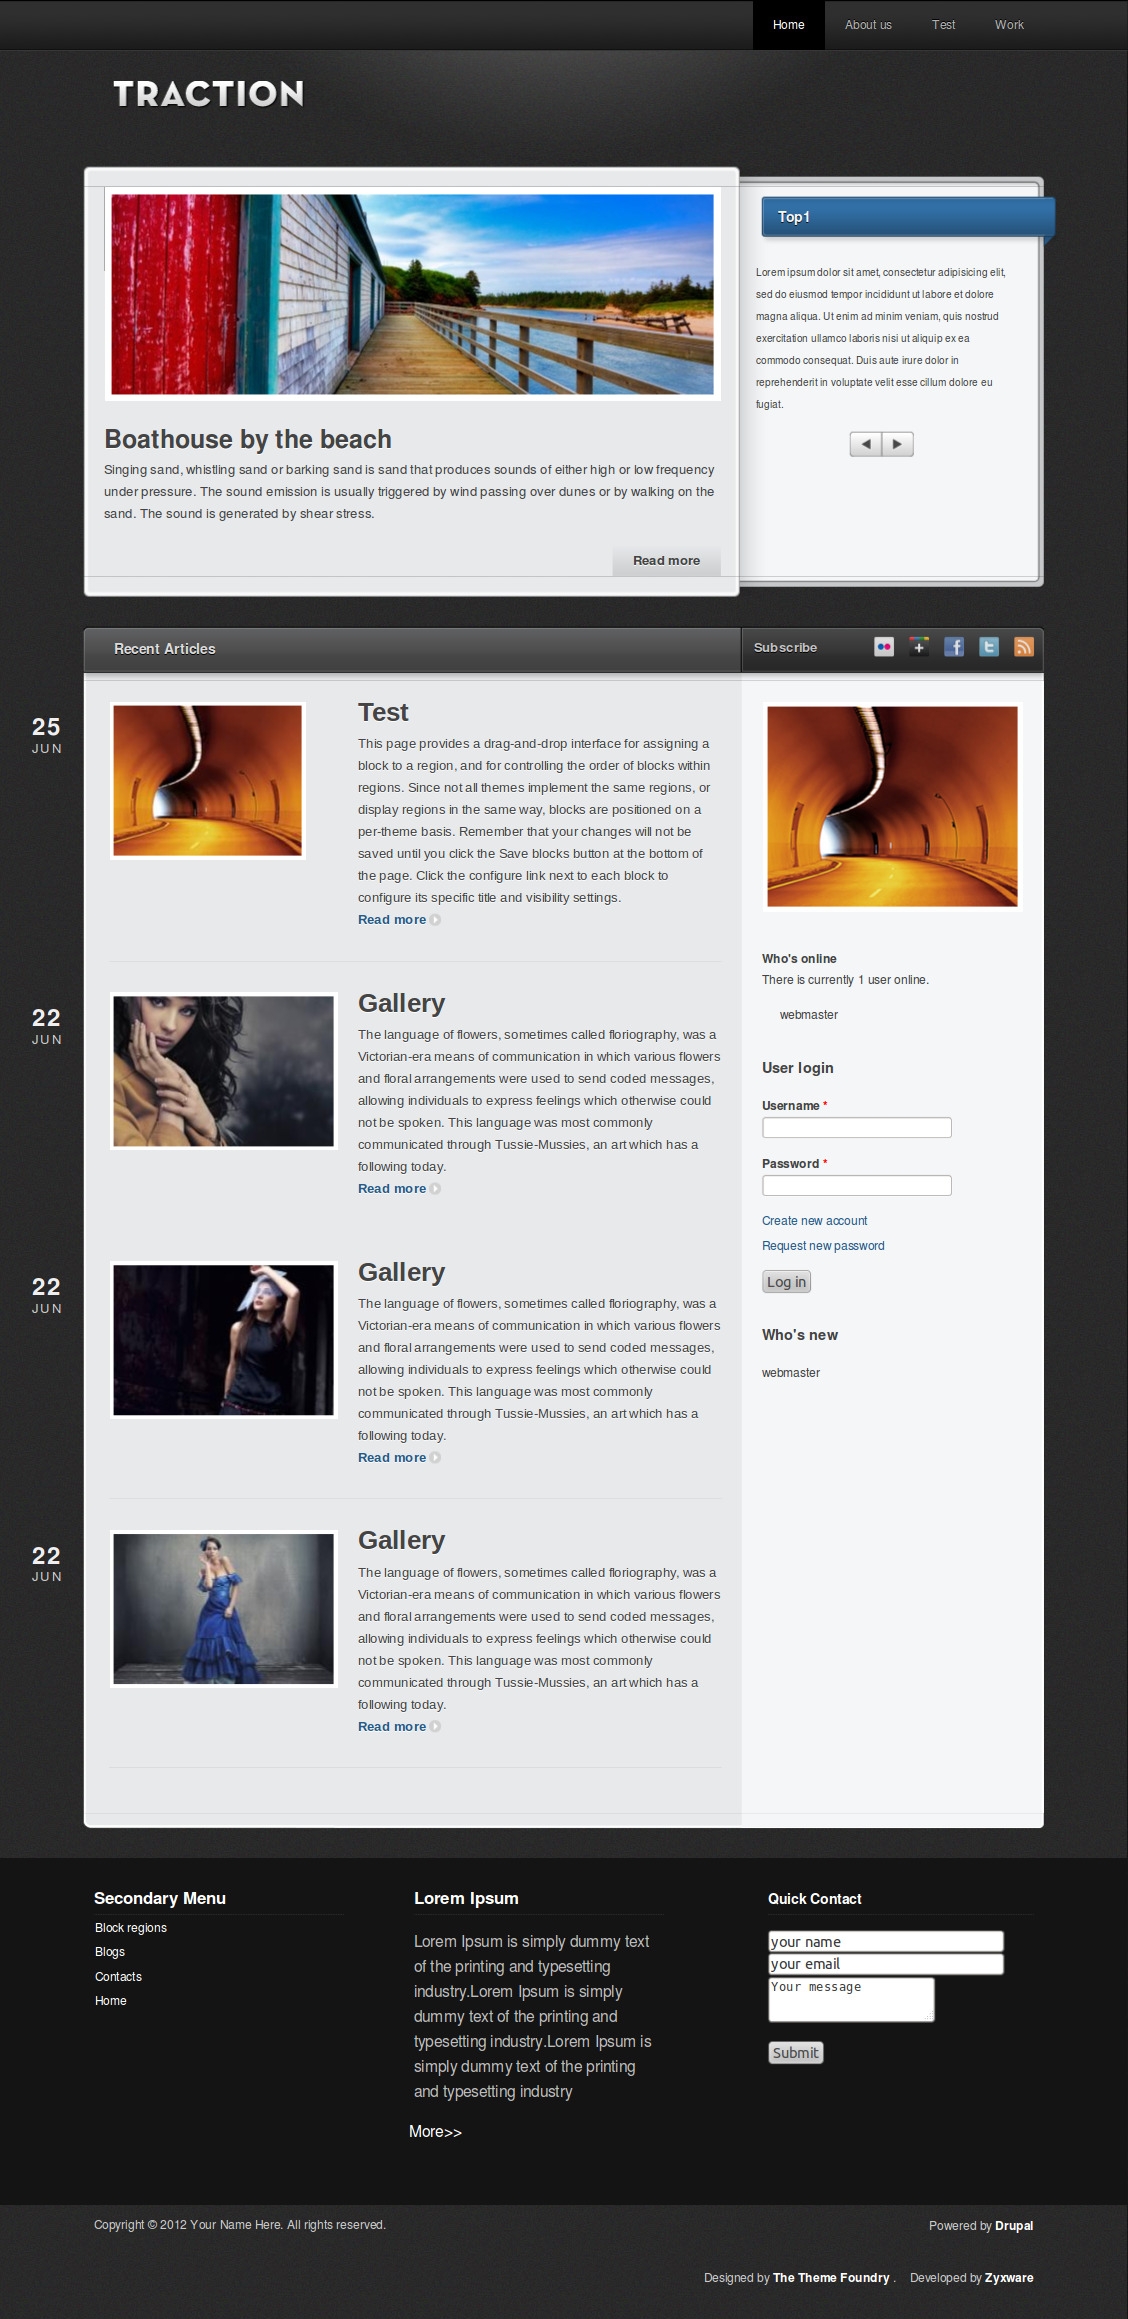 Home About us Test Work
TRACTION
Boathouse by the beach
Singing sand, whistling sand or barking sand is sand that produces sounds of either high or low frequency
under pressure. The sound emission is usually triggered by wind passing over dunes or by walking on the
sand. The sound is generated by shear stress.
Read more
Top1
Lorem ipsum dolor sit amet, consectetur adipisicing elit,
sed do eiusmod tempor incididunt ut labore et dolore
magna aliqua. Ut enim ad minim veniam, quis nostrud
exercitation ullamco laboris nisi ut aliquip ex ea
commodo consequat. Duis aute irure dolor in
reprehenderit in voluptate velit esse cillum dolore eu
fugiat.
Recent Articles
Subscribe
25
JUN
Test
This page provides a drag-and-drop interface for assigning a
block to a region, and for controlling the order of blocks within
regions. Since not all themes implement the same regions, or
display regions in the same way, blocks are positioned on a
per-theme basis. Remember that your changes will not be
saved until you click the Save blocks button at the bottom of
the page. Click the configure link next to each block to
configure its specific title and visibility settings.
Read more
22
JUN
Gallery
The language of flowers, sometimes called floriography, was a
Victorian-era means of communication in which various flowers
and floral arrangements were used to send coded messages,
allowing individuals to express feelings which otherwise could
not be spoken. This language was most commonly
communicated through Tussie-Mussies, an art which has a
following today.
Read more
22
JUN
Gallery
The language of flowers, sometimes called floriography, was a
Victorian-era means of communication in which various flowers
and floral arrangements were used to send coded messages,
allowing individuals to express feelings which otherwise could
not be spoken. This language was most commonly
communicated through Tussie-Mussies, an art which has a
following today.
Read more
22
JUN
Gallery
The language of flowers, sometimes called floriography, was a
Victorian-era means of communication in which various flowers
and floral arrangements were used to send coded messages,
allowing individuals to express feelings which otherwise could
not be spoken. This language was most commonly
communicated through Tussie-Mussies, an art which has a
following today.
Read more
Who's online
There is currently 1 user online.
webmaster
User login
Username *
Password *
Create new account
Request new password
Log in
Who's new
webmaster
Secondary Menu
Block regions
Blogs
Contacts
Home
Lorem Ipsum
Lorem Ipsum is simply dummy text
of the printing and typesetting
industry.Lorem Ipsum is simply
dummy text of the printing and
typesetting industry.Lorem Ipsum is
simply dummy text of the printing
and typesetting industry
More>>
Quick Contact
your name
your email
Your message
Submit
Copyright © 2012 Your Name Here. All rights reserved.
Powered by Drupal
Designed by The Theme Foundry . Developed by Zyxware